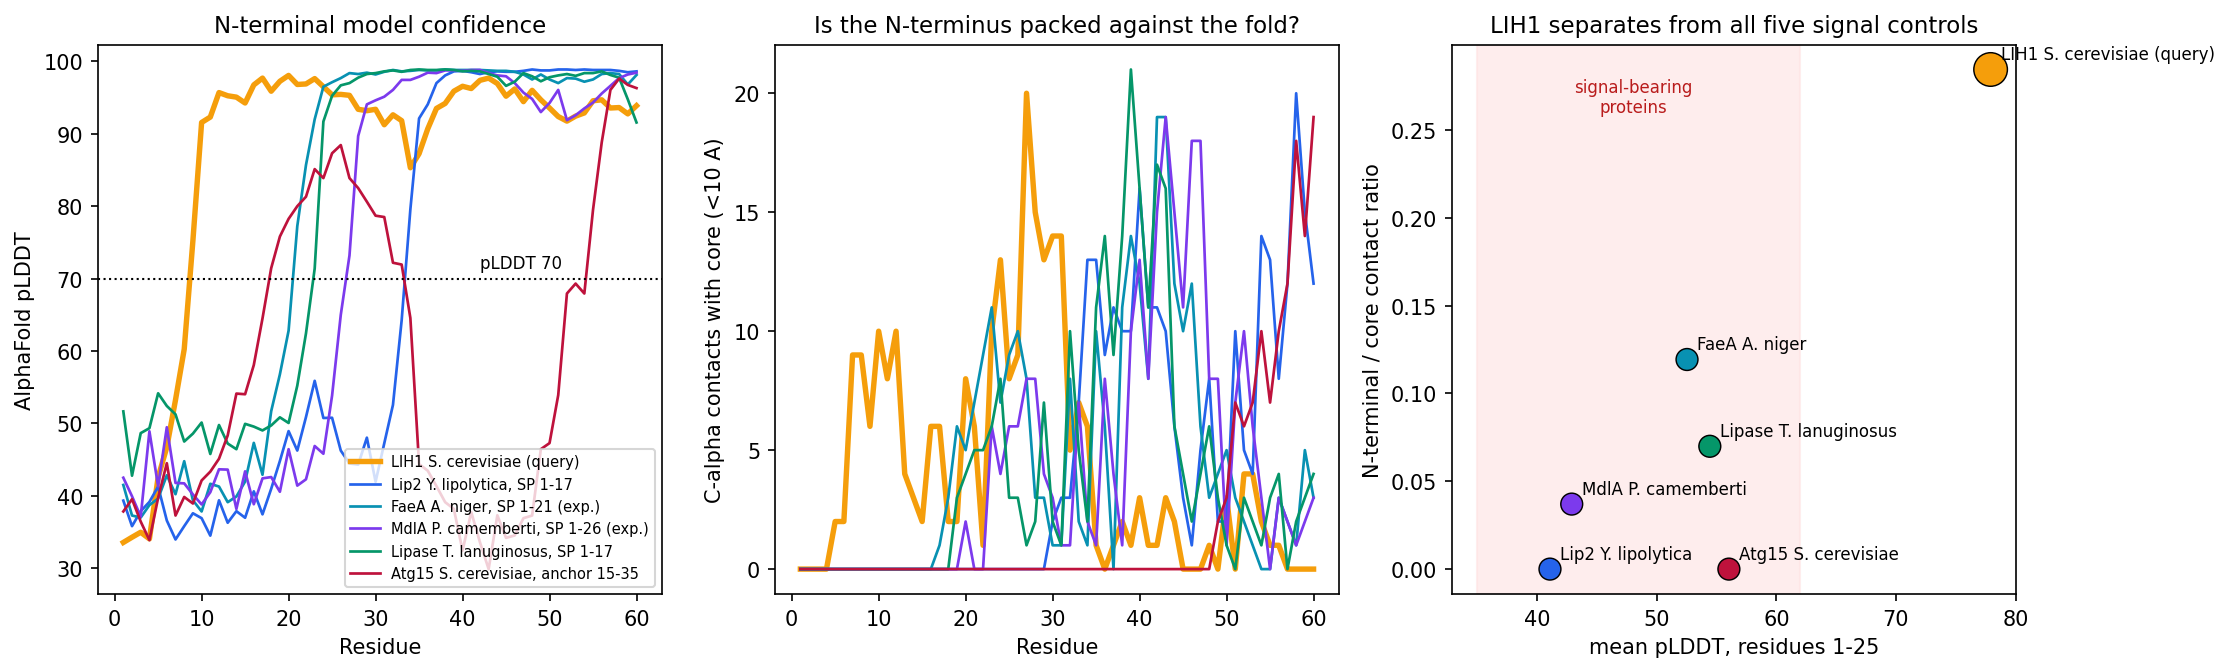 N-terminal model confidence
AlphaFold pLDDT
100
90
80
70
60
50
40
30
pLDDT 70
LIH1 S. cerevisiae (query)
Lip2 Y. lipolytica, SP 1-17
FaeA A. niger, SP 1-21 (exp.)
MdlA P. camemberti, SP 1-26 (exp.)
Lipase T. lanuginosus, SP 1-17
Atg15 S. cerevisiae, anchor 15-35
0 10 20 30 40 50 60
Residue
Is the N-terminus packed against the fold?
C-alpha contacts with core (<10 A)
20
15
10
5
0
0 10 20 30 40 50 60
Residue
LIH1 separates from all five signal controls
N-terminal / core contact ratio
0.25
0.20
0.15
0.10
0.05
0.00
LIH1 S. cerevisiae (query)
signal-bearing
proteins
FaeA A. niger
Lipase T. lanuginosus
MdlA P. camemberti
Lip2 Y. lipolytica
Atg15 S. cerevisiae
40 50 60 70 80
mean pLDDT, residues 1-25